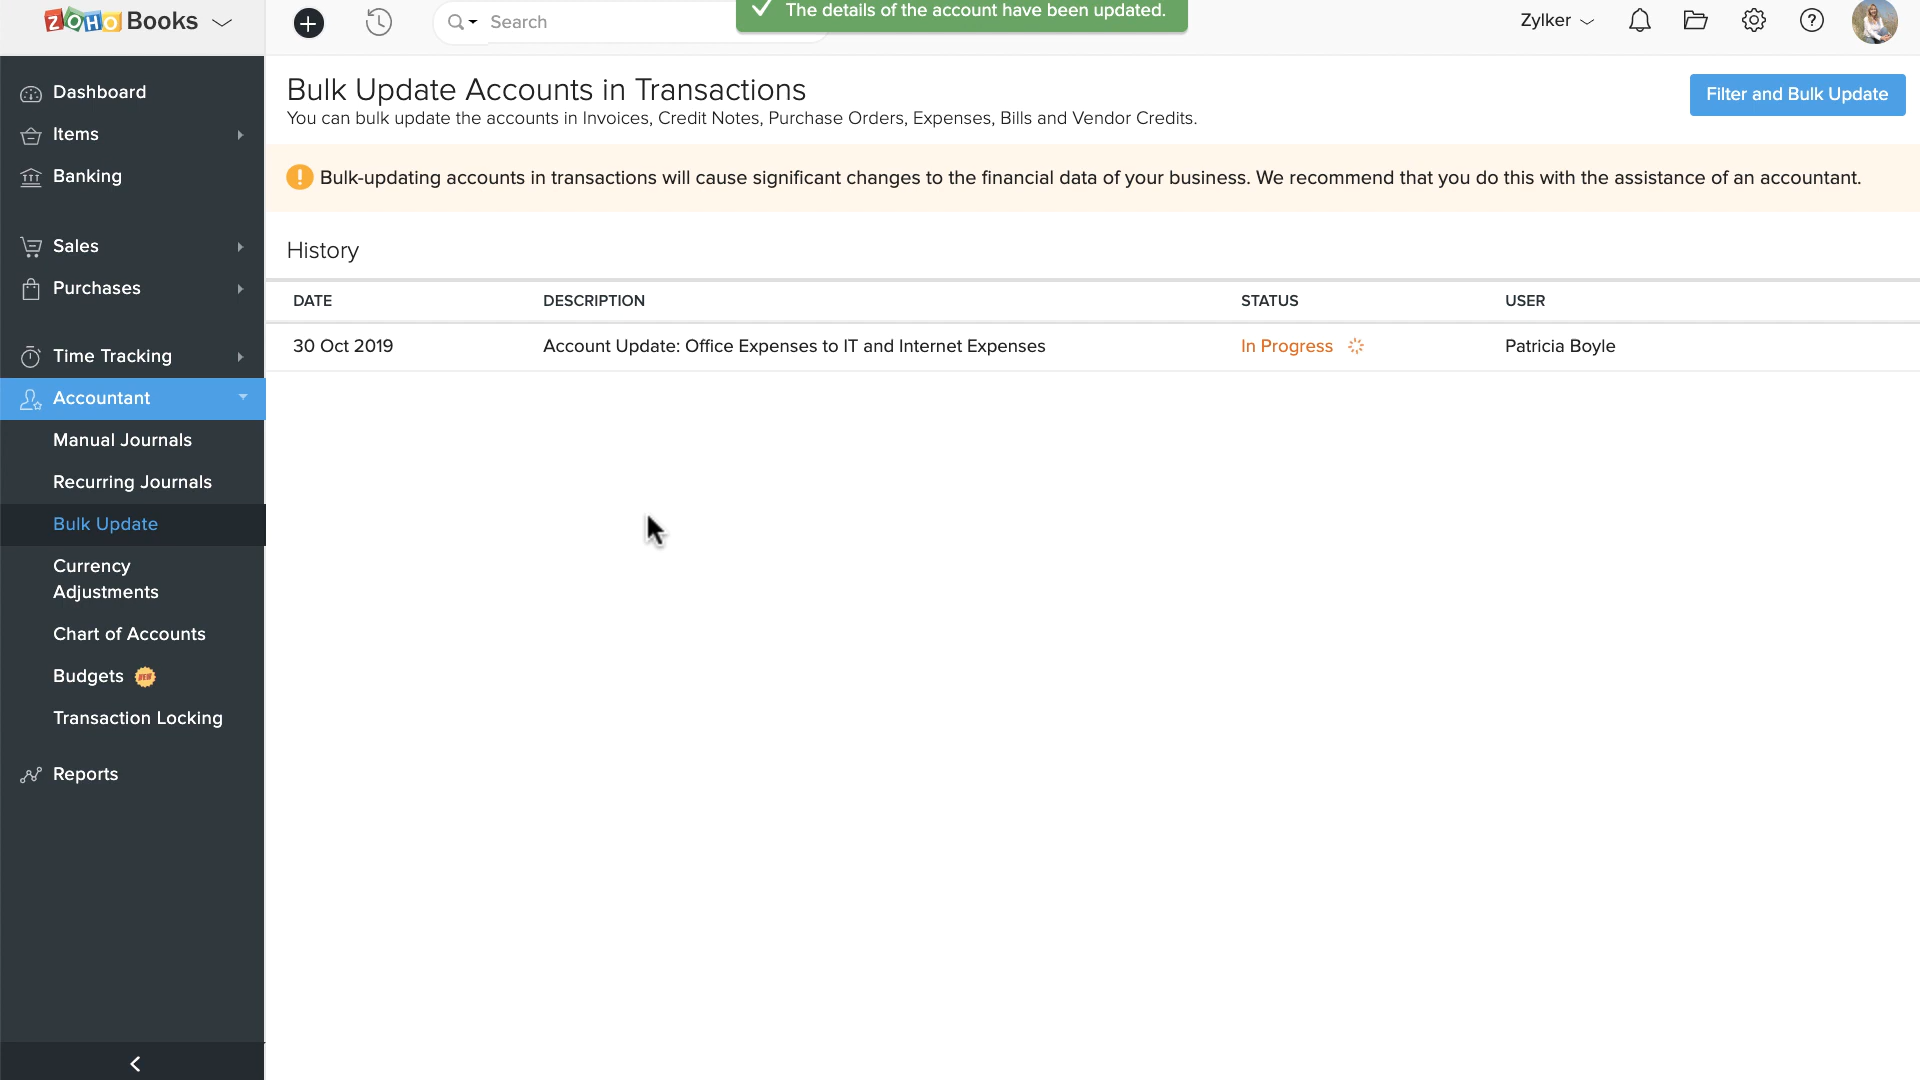 ZOHO Books
Search
The details of the account have been updated.
Zylker
Dashboard
Items
Banking
Sales
Purchases
Time Tracking
Accountant
Manual Journals
Recurring Journals
Bulk Update
Currency
Adjustments
Chart of Accounts
Budgets NEW
Transaction Locking
Reports
Bulk Update Accounts in Transactions
Filter and Bulk Update
You can bulk update the accounts in Invoices, Credit Notes, Purchase Orders, Expenses, Bills and Vendor Credits.
Bulk-updating accounts in transactions will cause significant changes to the financial data of your business. We recommend that you do this with the assistance of an accountant.
History
DATE DESCRIPTION STATUS USER
30 Oct 2019 Account Update: Office Expenses to IT and Internet Expenses In Progress Patricia Boyle